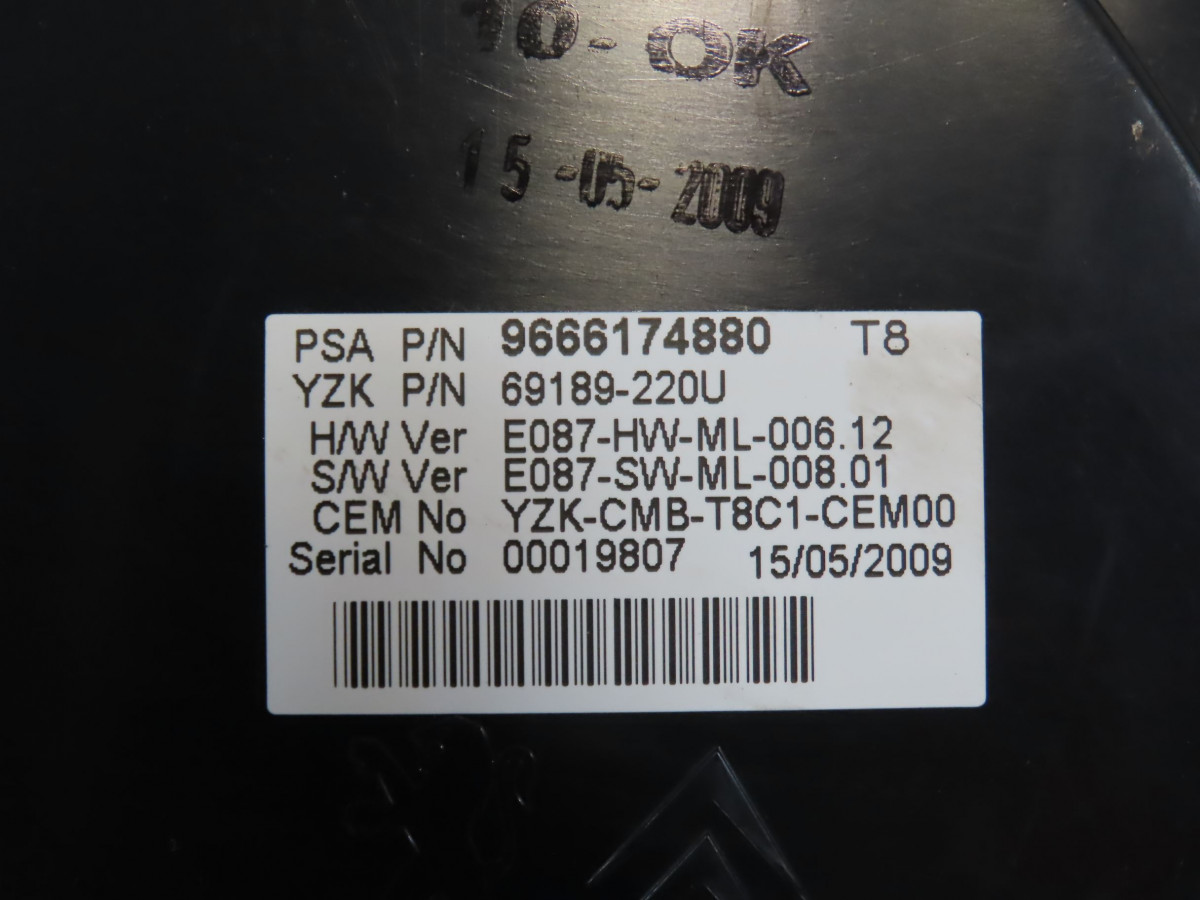 10-OK
15-05-2009
PSA P/N 9666174880 T8
YZK P/N 69189-220U
H/W Ver E087-HW-ML-006.12
S/W Ver E087-SW-ML-008.01
CEM No YZK-CMB-T8C1-CEM00
Serial No 00019807 15/05/2009